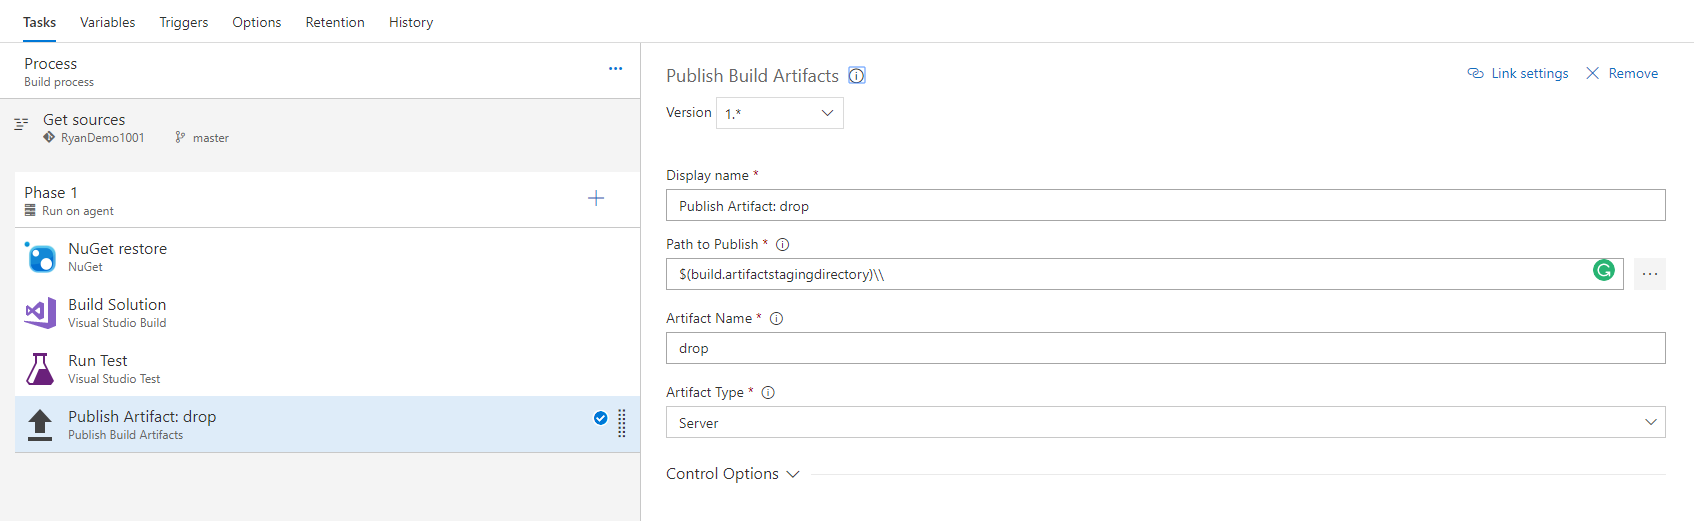 Tasks Variables Triggers Options Retention History
Process
Build process
Get sources
RyanDemo1001 master
Phase 1
Run on agent
NuGet restore
NuGet
Build Solution
Visual Studio Build
Run Test
Visual Studio Test
Publish Artifact: drop
Publish Build Artifacts
Publish Build Artifacts
Link settings Remove
Version 1.*
Display name *
Publish Artifact: drop
Path to Publish *
$(build.artifactstagingdirectory)\\
Artifact Name *
drop
Artifact Type *
Server
Control Options